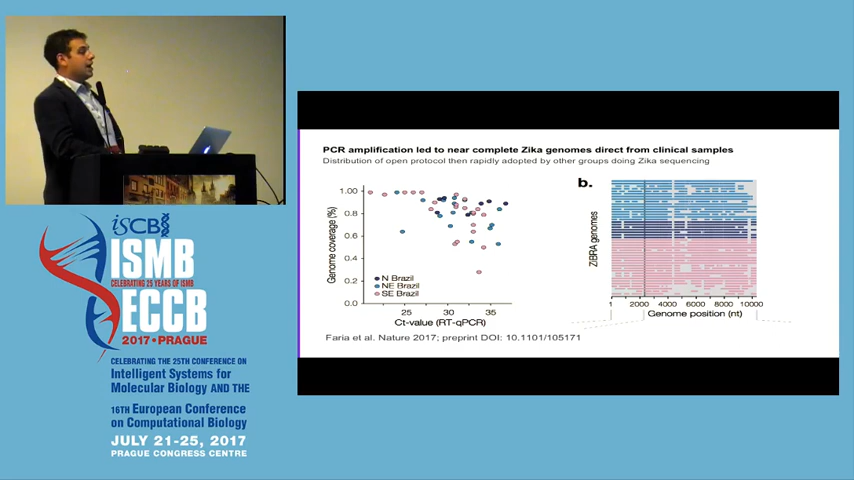 PCR amplification led to near complete Zika genomes direct from clinical samples
Distribution of open protocol then rapidly adopted by other groups doing Zika sequencing
Genome coverage (%)
1.00
0.8
0.6
0.4
0.2
0.0
N Brazil
NE Brazil
SE Brazil
25 30 35
Ct-value (RT-qPCR)
b.
ZIBRA genomes
1 2000 4000 6000 8000 10000
Genome position (nt)
Faria et al. Nature 2017; preprint DOI: 10.1101/105171
iSCB
ISMB
CELEBRATING 25 YEARS OF ISMB
ECCB
2017 • PRAGUE
CELEBRATING THE 25TH CONFERENCE ON
Intelligent Systems for
Molecular Biology AND THE
16TH European Conference
on Computational Biology
JULY 21-25, 2017
PRAGUE CONGRESS CENTRE